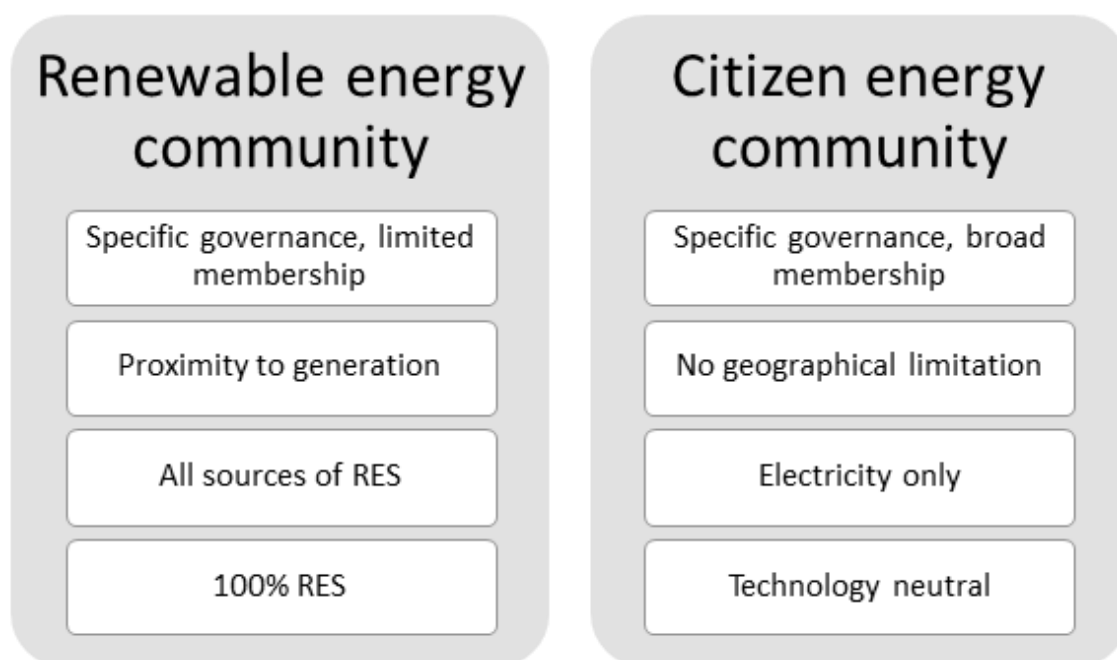 Renewable energy
community
Specific governance, limited
membership
Proximity to generation
All sources of RES
100% RES
Citizen energy
community
Specific governance, broad
membership
No geographical limitation
Electricity only
Technology neutral